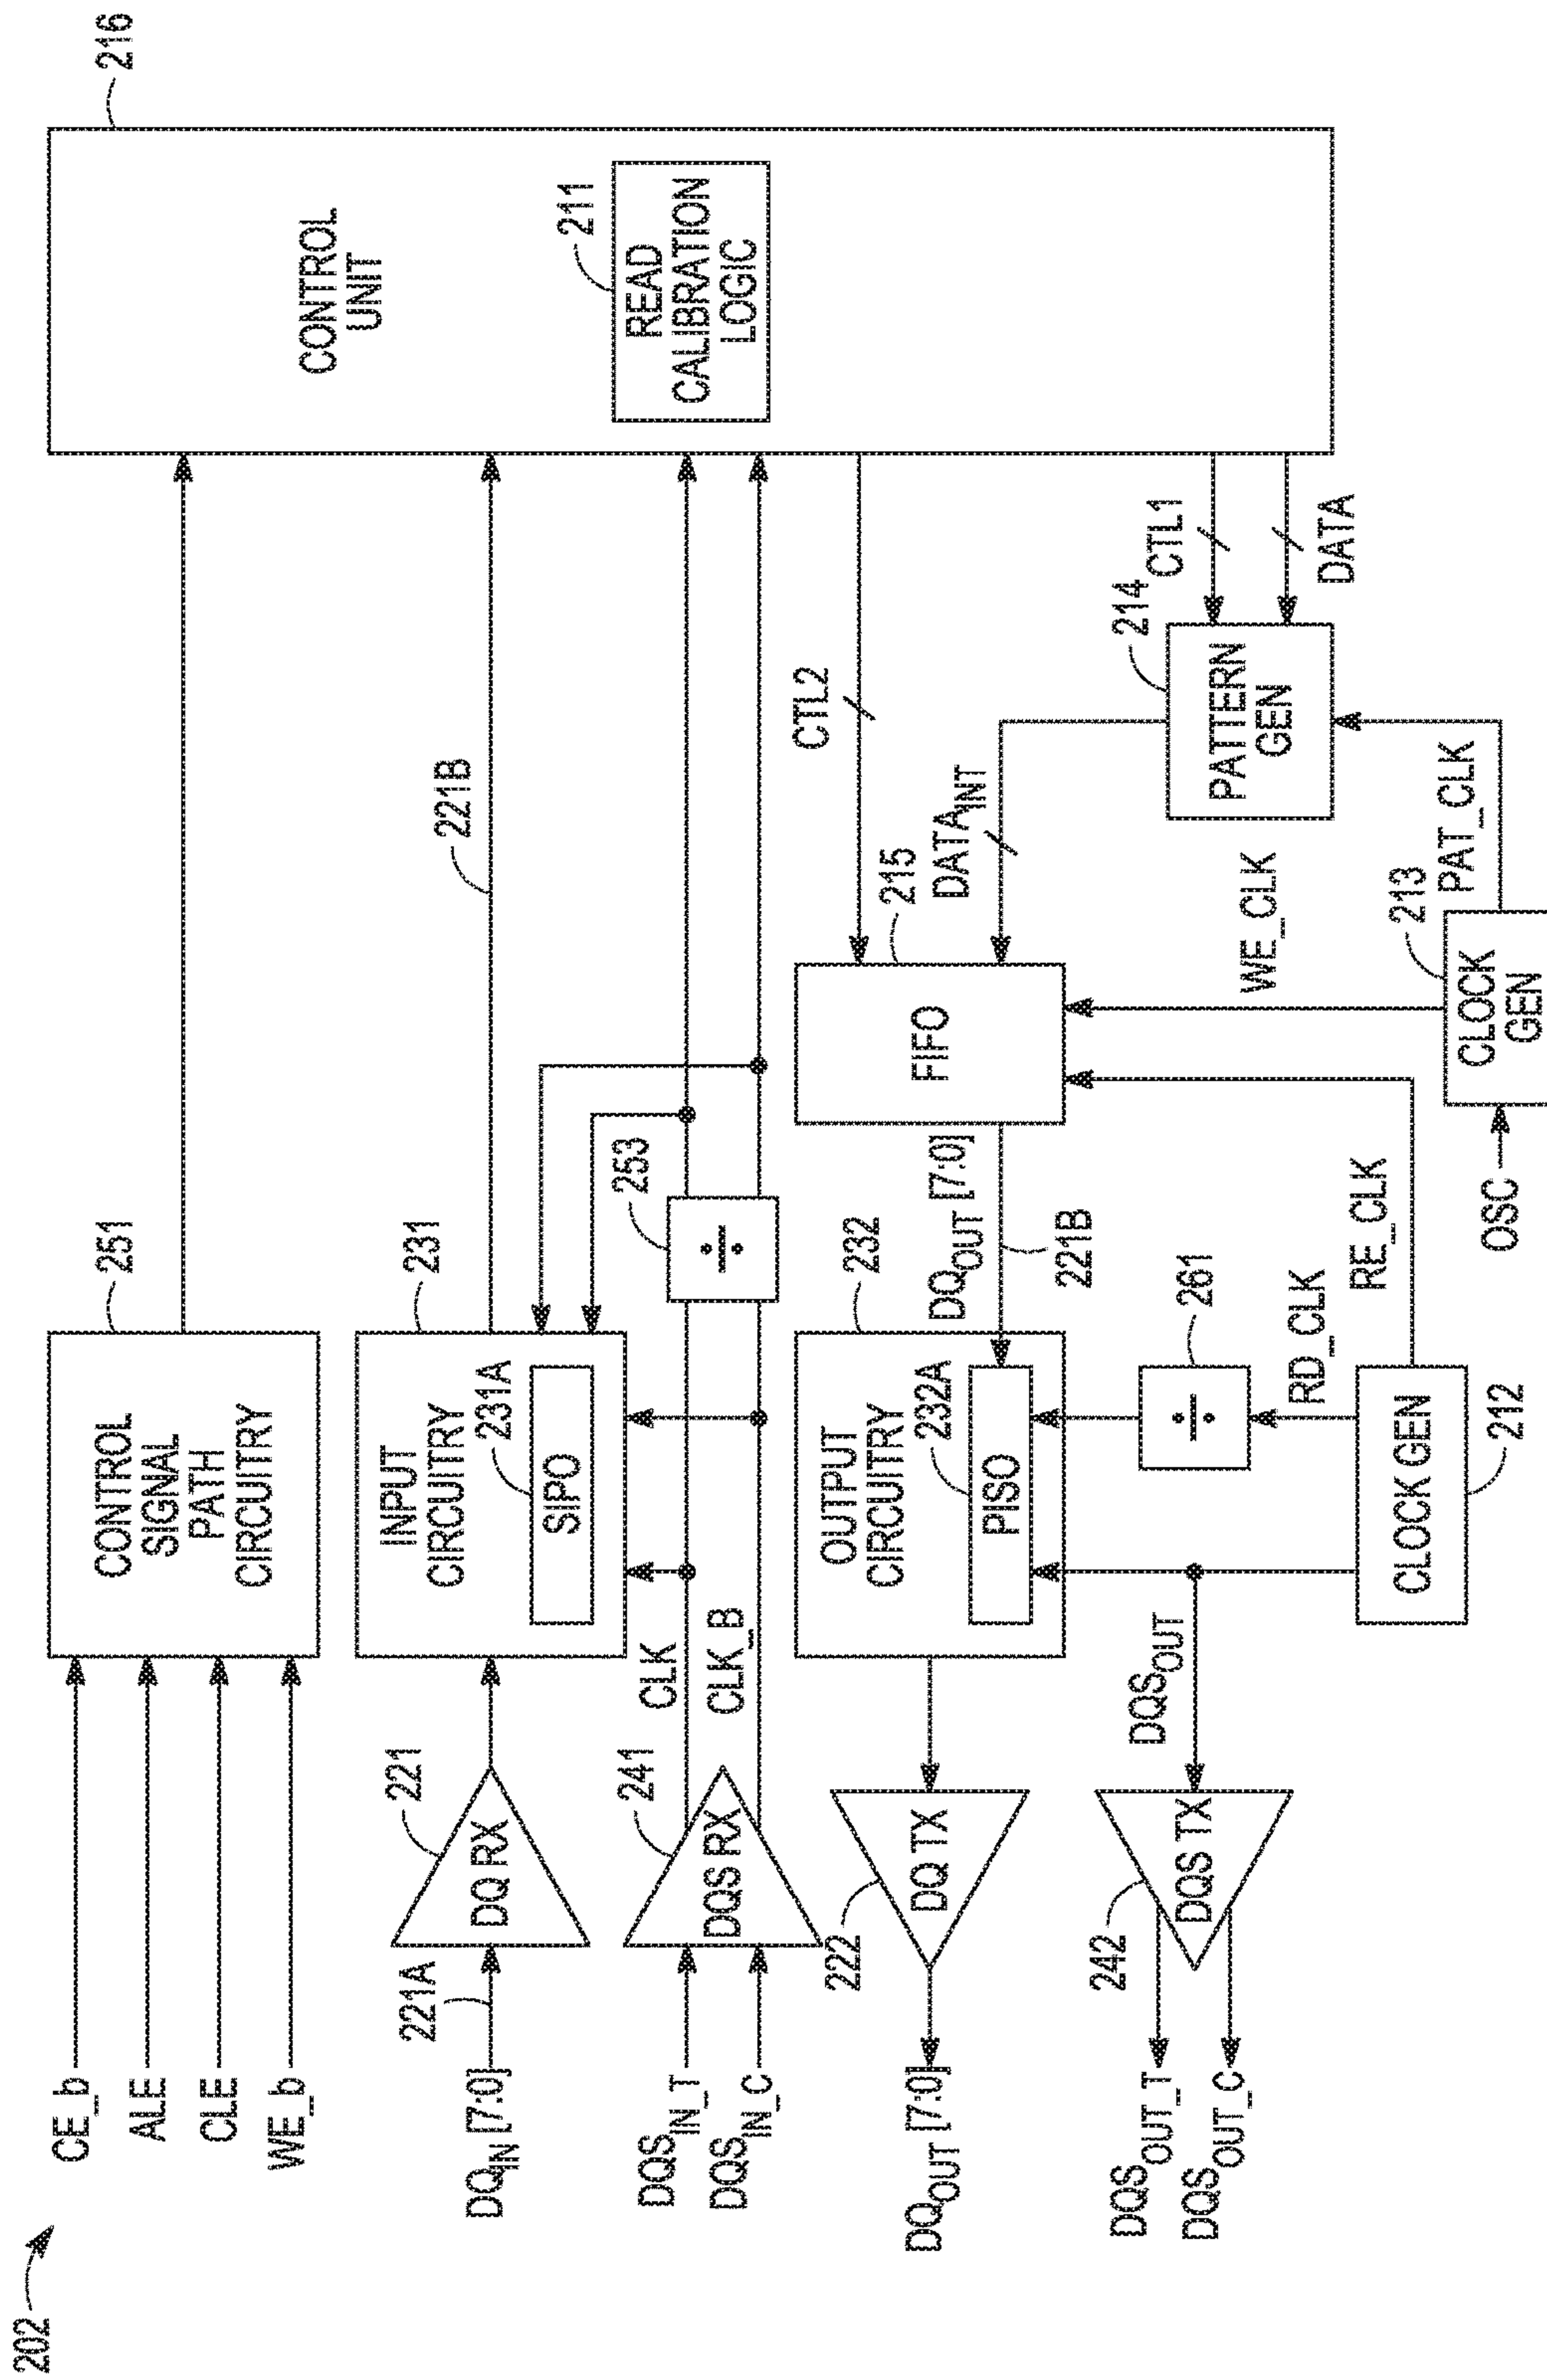 202
CE_b
ALE
CLE
WE_b
CONTROL
SIGNAL
PATH
CIRCUITRY
251
216
CONTROL
UNIT
211
READ
CALIBRATION
LOGIC
DQIN [7:0]
221A
DQ RX
221
INPUT
CIRCUITRY
231
231A
SIPO
221B
DQSIN_T
DQSIN_C
DQS RX
241
CLK
CLK_B
253
÷
CTL2
DQOUT [7:0]
222
DQ TX
OUTPUT
CIRCUITRY
232
232A
PISO
DQOUT [7:0]
221B
FIFO
215
DATAINT
214
PATTERN
GEN
CTL1
DATA
DQSOUT_T
DQSOUT_C
242
DQS TX
DQSOUT
÷
261
RD_CLK
CLOCK GEN
212
RE_CLK
WE_CLK
OSC
213
CLOCK
GEN
PAT_CLK